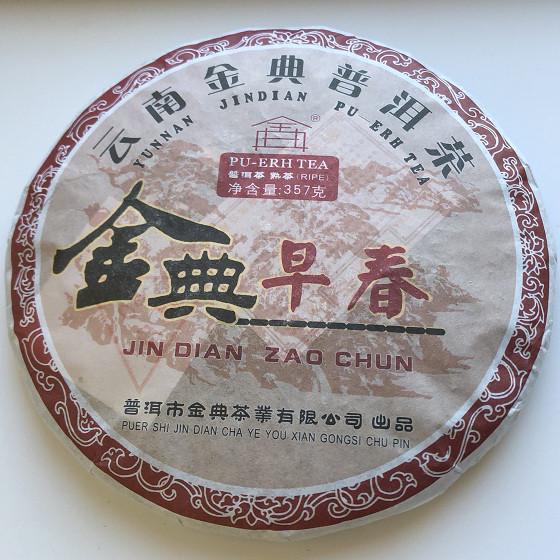 云南金典普洱茶
YUNNAN JINDIAN PU-ERH TEA
®
PU-ERH TEA
普洱茶 熟茶(RIPE)
净含量:357克
金典早春
JIN DIAN ZAO CHUN
普洱市金典茶業有限公司 出品
PUER SHI JIN DIAN CHA YE YOU XIAN GONGSI CHU PIN